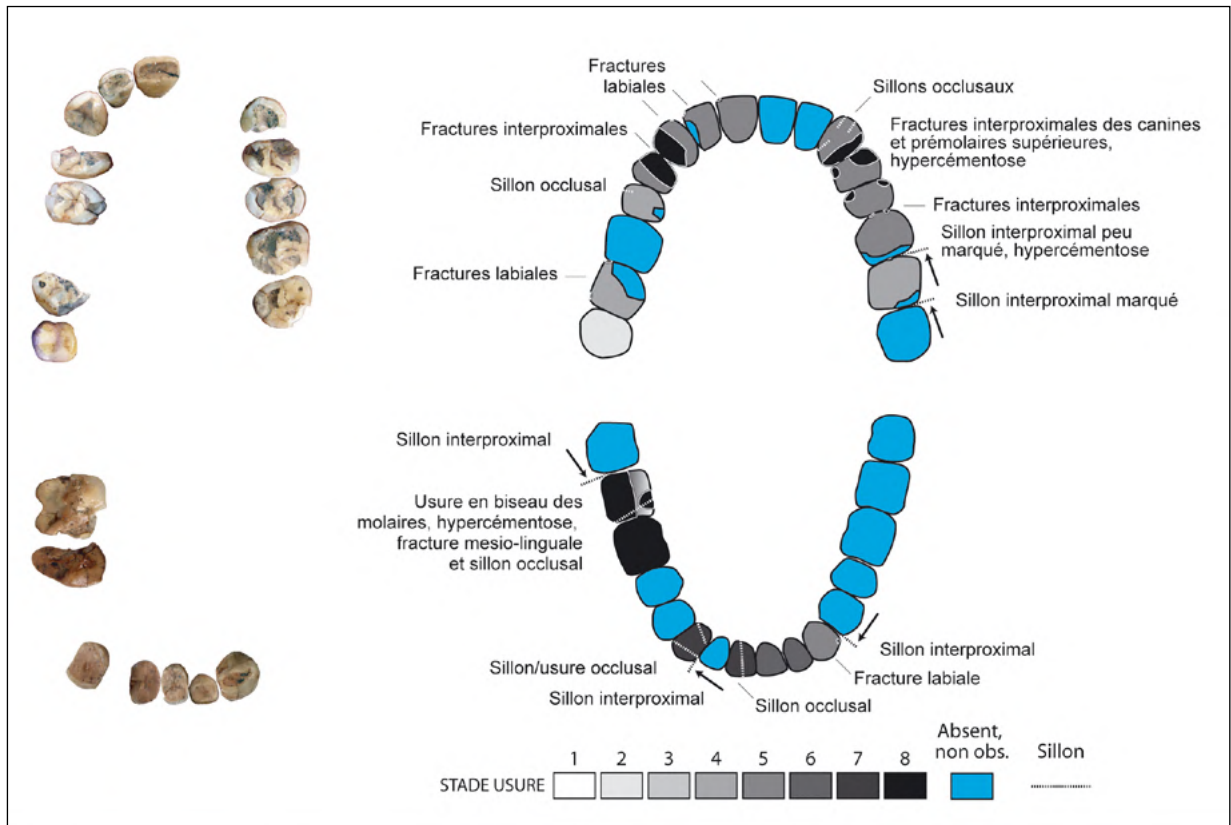 Fractures
labiales
Fractures interproximales
Sillon occlusal
Fractures labiales
Sillons occlusaux
Fractures interproximales des canines
et prémolaires supérieures,
hypercémentose
Fractures interproximales
Sillon interproximal peu
marqué, hypercémentose
Sillon interproximal marqué
Sillon interproximal
Usure en biseau des
molaires, hypercémentose,
fracture mesio-linguale
et sillon occlusal
Sillon/usure occlusal
Sillon interproximal
Sillon occlusal
Fracture labiale
Sillon interproximal
STADE USURE
1 2 3 4 5 6 7 8
Absent,
non obs.
Sillon